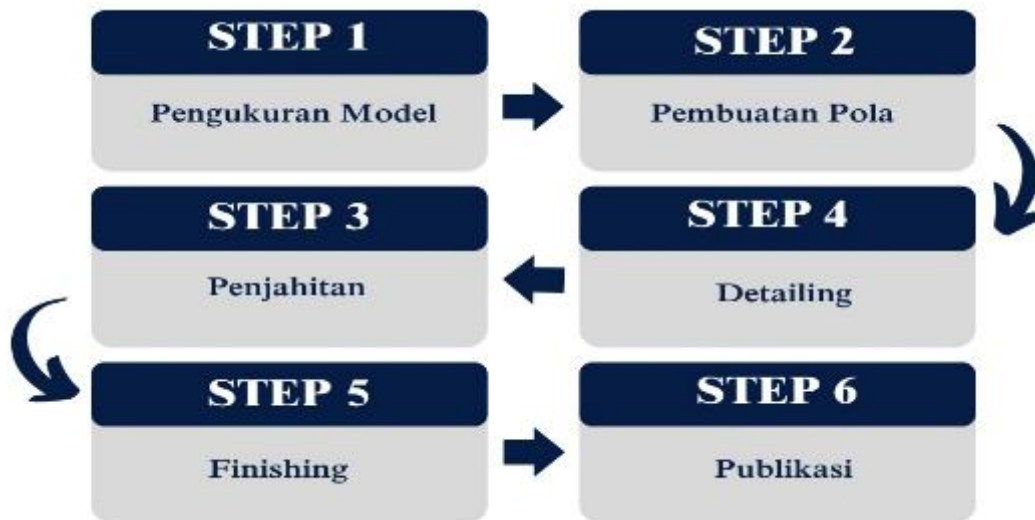 STEP 1
Pengukuran Model
STEP 2
Pembuatan Pola
STEP 3
Penjahitan
STEP 4
Detailing
STEP 5
Finishing
STEP 6
Publikasi